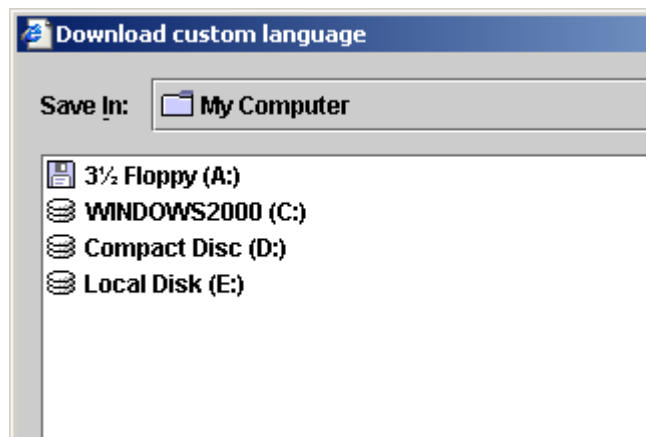 Download custom language
Save In: My Computer
3½ Floppy (A:)
WINDOWS2000 (C:)
Compact Disc (D:)
Local Disk (E:)